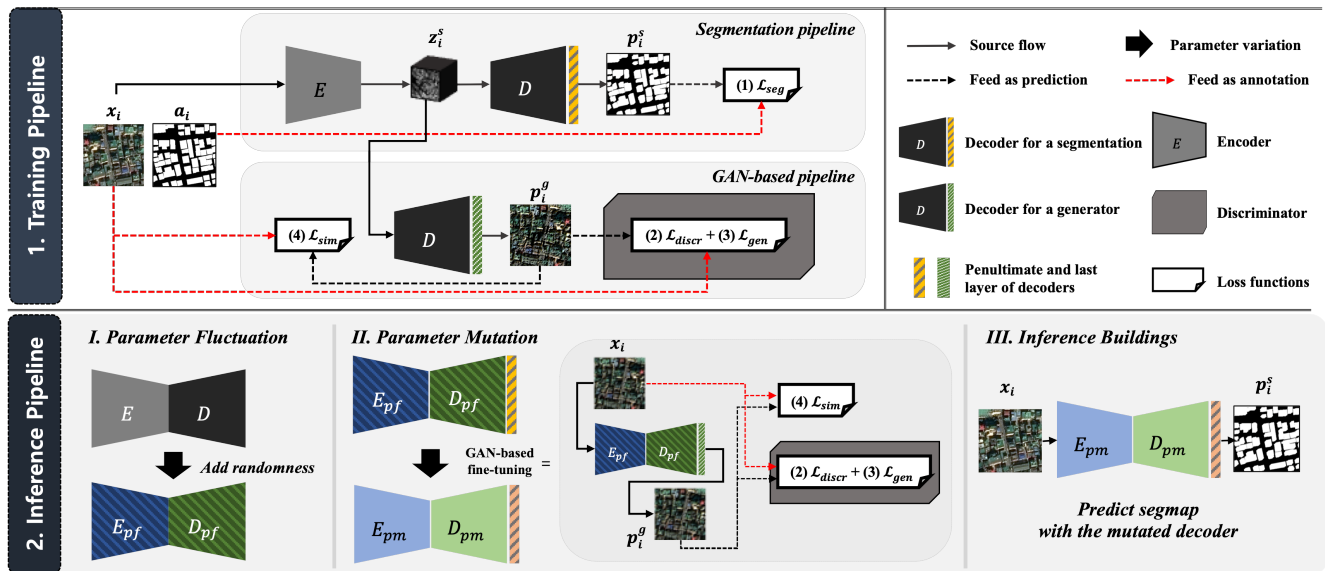 1. Training Pipeline
Segmentation pipeline
x_i
a_i
E
z_i^s
D
p_i^s
(1) ℒ_seg
GAN-based pipeline
(4) ℒ_sim
D
p_i^g
(2) ℒ_discr + (3) ℒ_gen
Source flow
Parameter variation
Feed as prediction
Feed as annotation
D
Decoder for a segmentation
E
Encoder
D
Decoder for a generator
Discriminator
Penultimate and last
layer of decoders
Loss functions
2. Inference Pipeline
I. Parameter Fluctuation
E
D
Add randomness
E_pf
D_pf
II. Parameter Mutation
E_pf
D_pf
GAN-based
fine-tuning
=
E_pm
D_pm
x_i
E_pf
D_pf
p_i^g
(4) ℒ_sim
(2) ℒ_discr + (3) ℒ_gen
III. Inference Buildings
x_i
E_pm
D_pm
p_i^s
Predict segmap
with the mutated decoder